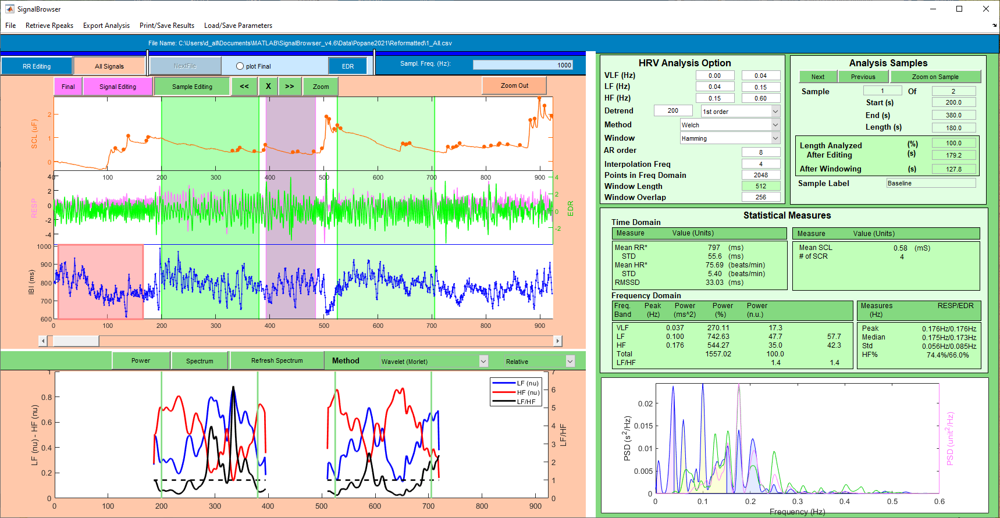 SignalBrowser
File Retrieve Rpeaks Export Analysis Print/Save Results Load/Save Parameters
File Name: C:\Users\d_all\Documents\MATLAB\SignalBrowser_v4.6\Data\Popane2021\Reformatted\1_All.csv
RR Editing All Signals NextFile plot Final EDR Sampl. Freq. (Hz): 1000
Final Signal Editing Sample Editing << X >> Zoom Zoom Out
SCL (uF)
2
1
0
0 100 200 300 400 500 600 700 800 900
RESP
4
2
0
-2
-4
EDR
4
2
0
-2
IBI (ms)
1000
900
800
700
600
0 100 200 300 400 500 600 700 800 900
Power Spectrum Refresh Spectrum Method Wavelet (Morlet) Relative
LF (nu) - HF (nu)
1
0.8
0.6
0.4
0.2
0
LF (nu)
HF (nu)
LF/HF
LF/HF
7
6
5
4
3
2
1
0
0 100 200 300 400 500 600 700 800 900
HRV Analysis Option
VLF (Hz) 0.00 0.04
LF (Hz) 0.04 0.15
HF (Hz) 0.15 0.60
Detrend 200 1st order
Method Welch
Window Hamming
AR order 8
Interpolation Freq 4
Points in Freq Domain 2048
Window Length 512
Window Overlap 256
Analysis Samples
Next Previous Zoom on Sample
Sample 1 Of 2
Start (s) 200.0
End (s) 380.0
Length (s) 180.0
Length Analyzed (%) 100.0
After Editing (s) 179.2
After Windowing (s) 127.8
Sample Label Baseline
Statistical Measures
Time Domain
Measure Value (Units)
Mean RR* 797 (ms)
STD 55.6 (ms)
Mean HR* 75.69 (beats/min)
STD 5.40 (beats/min)
RMSSD 33.03 (ms)
Measure Value (Units)
Mean SCL 0.58 (mS)
# of SCR 4
Frequency Domain
Freq. Peak Power Power Power
Band (Hz) (ms^2) (%) (n.u.)
VLF 0.037 270.11 17.3
LF 0.100 742.63 47.7 57.7
HF 0.176 544.27 35.0 42.3
Total 1557.02 100.0
LF/HF 1.4 1.4
Measures RESP/EDR
(Hz)
Peak 0.176Hz/0.176Hz
Median 0.175Hz/0.173Hz
Std 0.056Hz/0.085Hz
HF% 74.4%/66.0%
PSD (s²/Hz)
0.02
0.015
0.01
0.005
0
PSD (unit²/Hz)
0 0.1 0.2 0.3 0.4 0.5 0.6
Frequency (Hz)